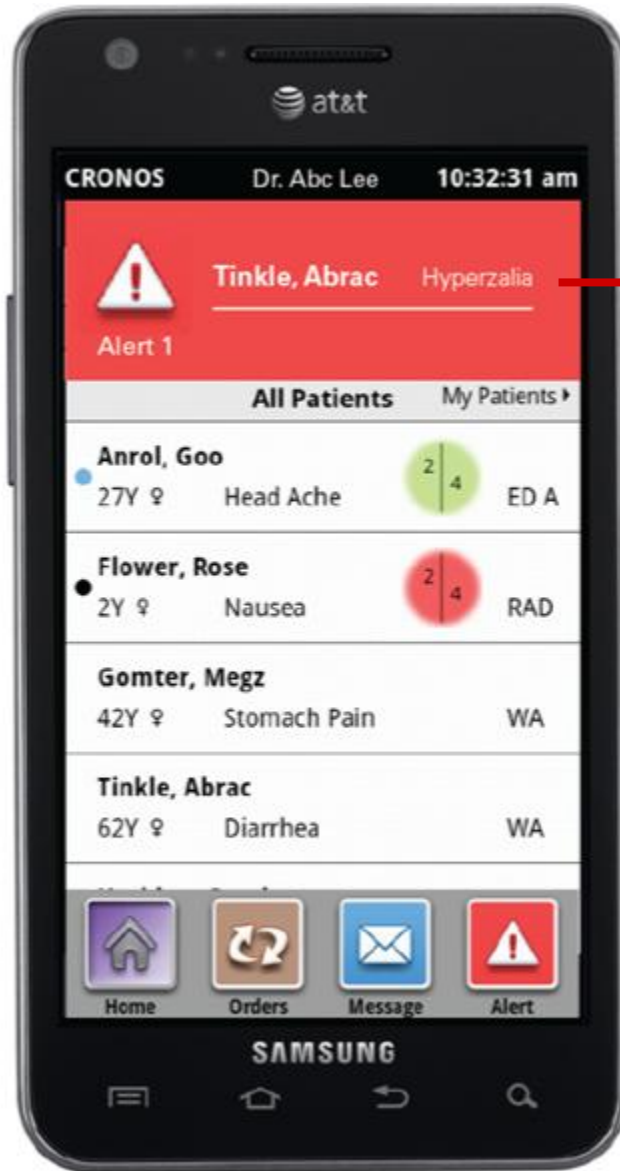 at&t
CRONOS Dr. Abc Lee 10:32:31 am
Tinkle, Abrac Hyperzalia
Alert 1
All Patients My Patients
Anrol, Goo
27Y ♀ Head Ache 2 4 ED A
Flower, Rose
2Y ♀ Nausea 2 4 RAD
Gomter, Megz
42Y ♀ Stomach Pain WA
Tinkle, Abrac
62Y ♀ Diarrhea WA
Home Orders Message Alert
SAMSUNG